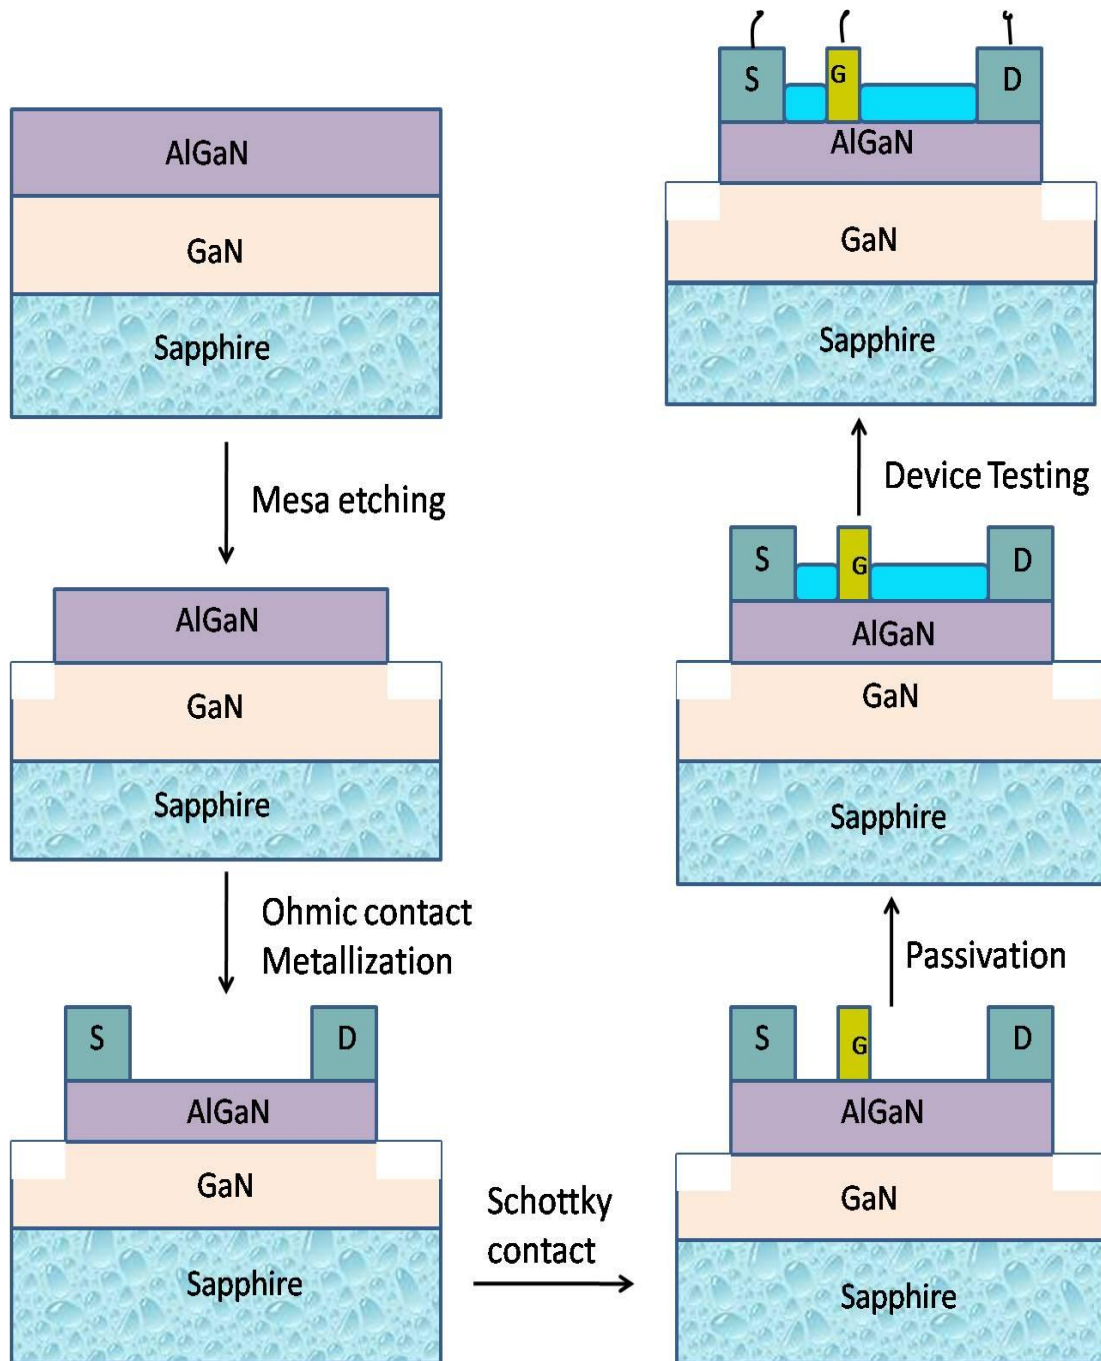 AlGaN
GaN
Sapphire
Mesa etching
AlGaN
GaN
Sapphire
Ohmic contact
Metallization
S D
AlGaN
GaN
Sapphire
Schottky
contact
S G D
AlGaN
GaN
Sapphire
Passivation
S G D
AlGaN
GaN
Sapphire
Device Testing
S G D
AlGaN
GaN
Sapphire